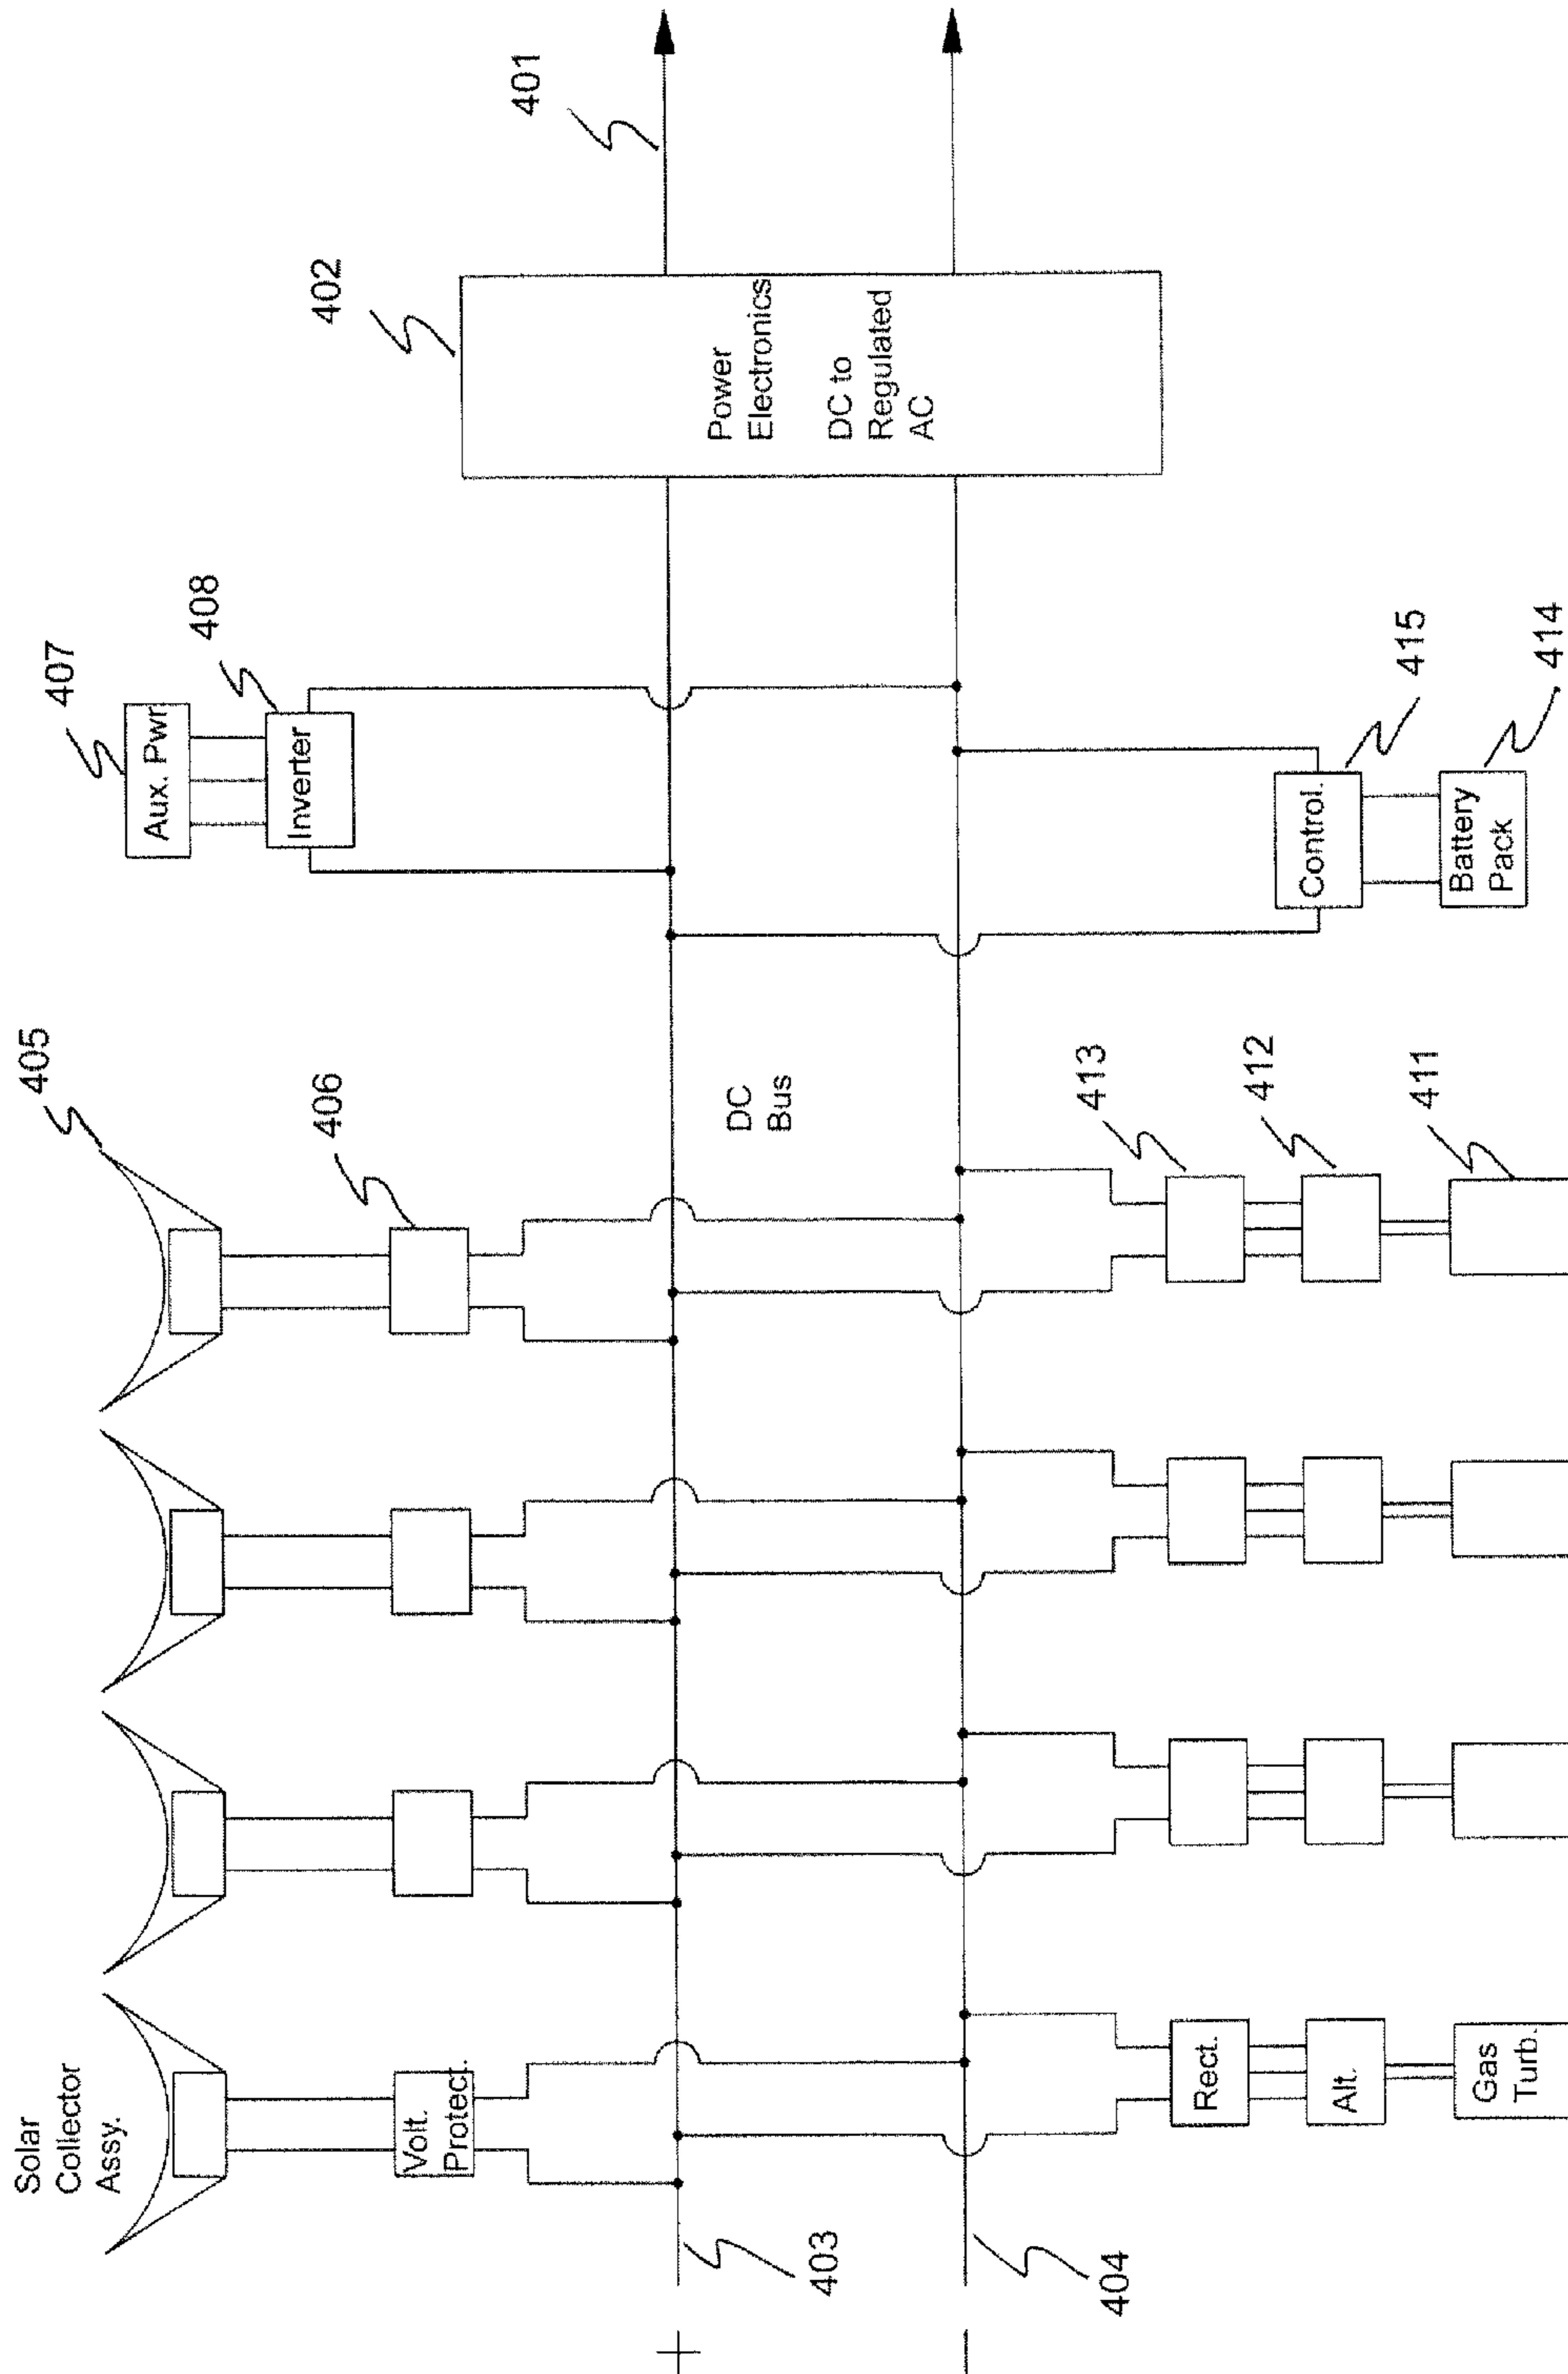 Solar
Collector
Assy.
405
407
Aux. Pwr.
408
Inverter
402
401
Volt.
Protect.
406
Power
Electronics
DC to
Regulated
AC
+
403
DC
Bus
−
404
Rect.
413
Control.
415
Alt.
412
Battery
Pack
414
Gas
Turb.
411